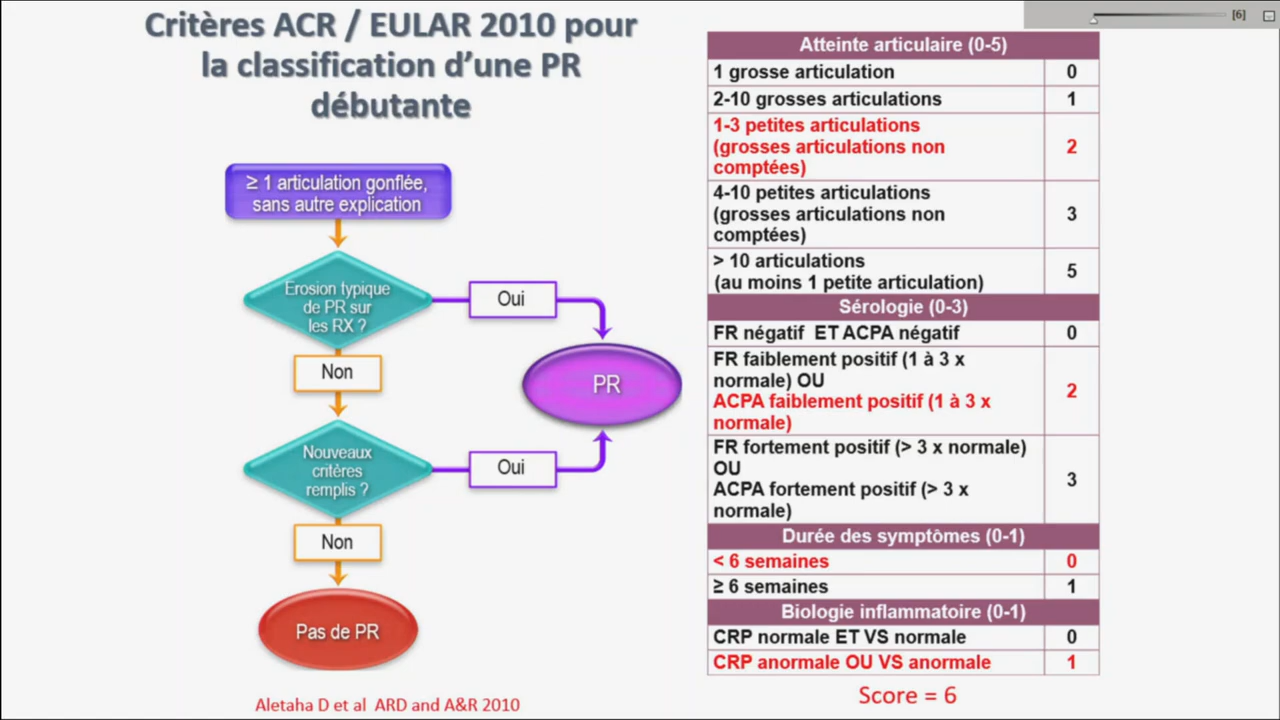 Critères ACR / EULAR 2010 pour
la classification d'une PR
débutante
≥ 1 articulation gonflée,
sans autre explication
Erosion typique
de PR sur
les RX ?
Oui
Non
PR
Nouveaux
critères
remplis ?
Oui
Non
Pas de PR
Aletaha D et al ARD and A&R 2010
[6]
Atteinte articulaire (0-5)
1 grosse articulation 0
2-10 grosses articulations 1
1-3 petites articulations
(grosses articulations non 2
comptées)
4-10 petites articulations
(grosses articulations non 3
comptées)
> 10 articulations
(au moins 1 petite articulation) 5
Sérologie (0-3)
FR négatif ET ACPA négatif 0
FR faiblement positif (1 à 3 x
normale) OU 2
ACPA faiblement positif (1 à 3 x
normale)
FR fortement positif (> 3 x normale)
OU 3
ACPA fortement positif (> 3 x
normale)
Durée des symptômes (0-1)
< 6 semaines 0
≥ 6 semaines 1
Biologie inflammatoire (0-1)
CRP normale ET VS normale 0
CRP anormale OU VS anormale 1
Score = 6